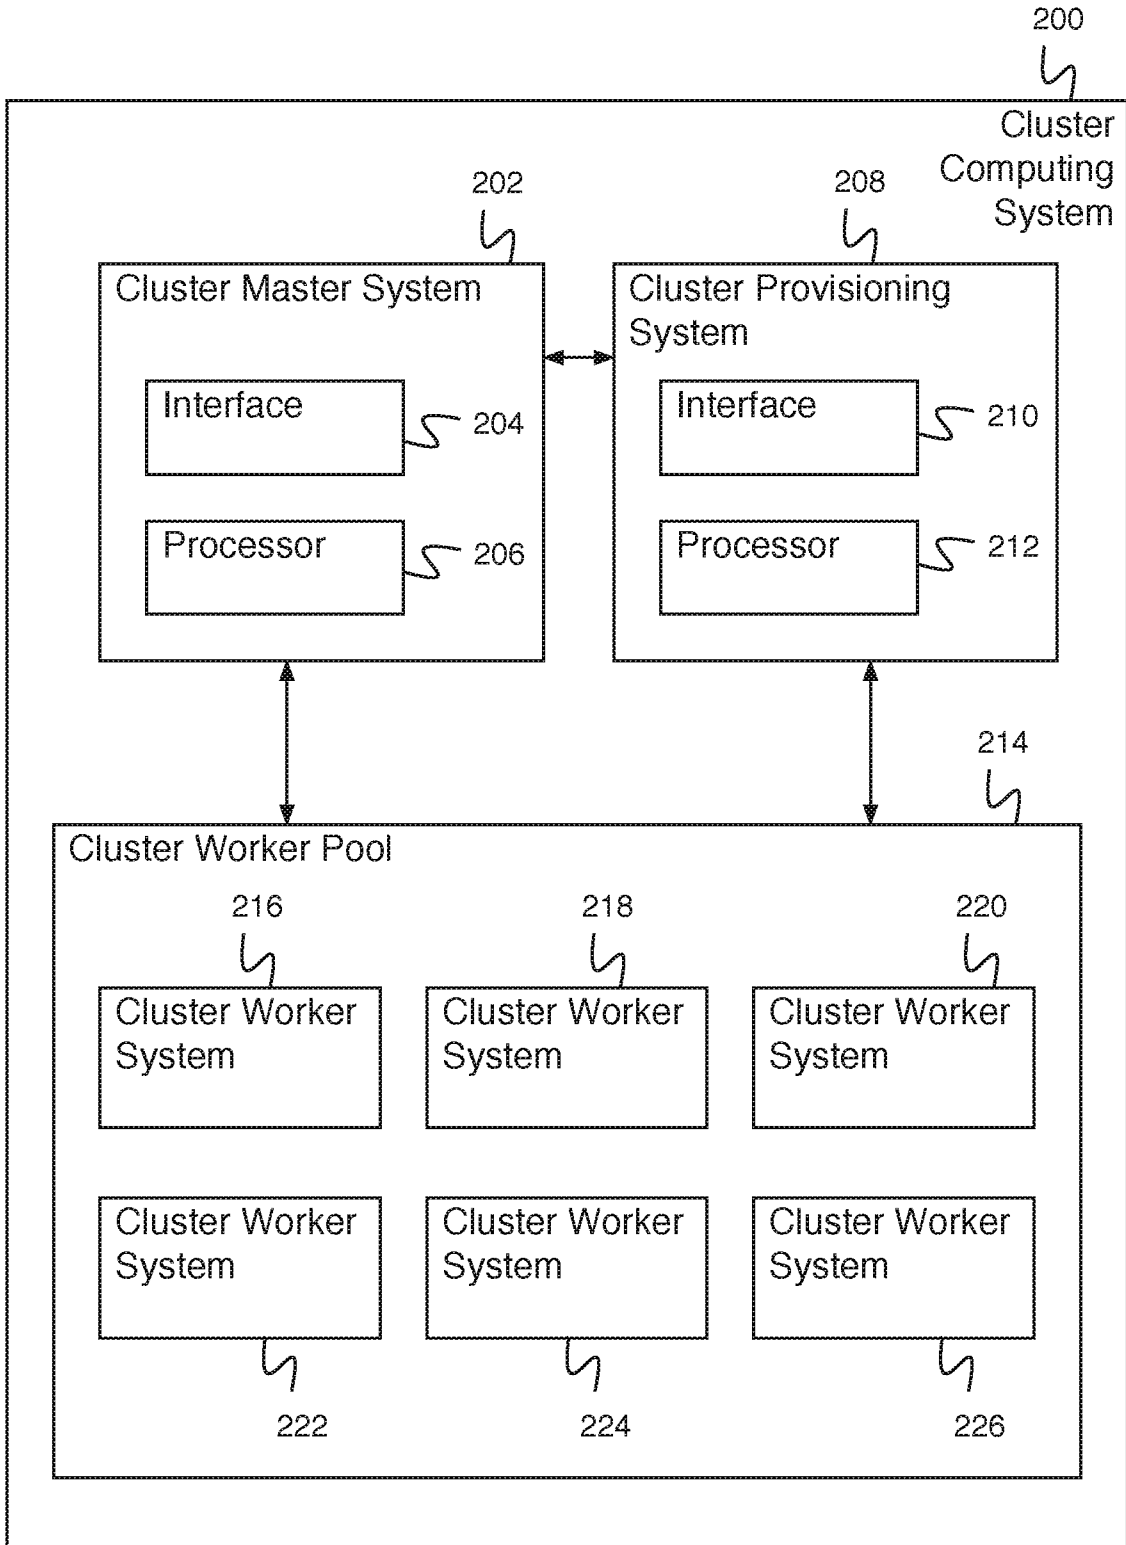 200
Cluster
Computing
System
202
208
Cluster Master System
Cluster Provisioning
System
Interface
204
Interface
210
Processor
206
Processor
212
214
Cluster Worker Pool
216
218
220
Cluster Worker
System
Cluster Worker
System
Cluster Worker
System
Cluster Worker
System
Cluster Worker
System
Cluster Worker
System
222
224
226